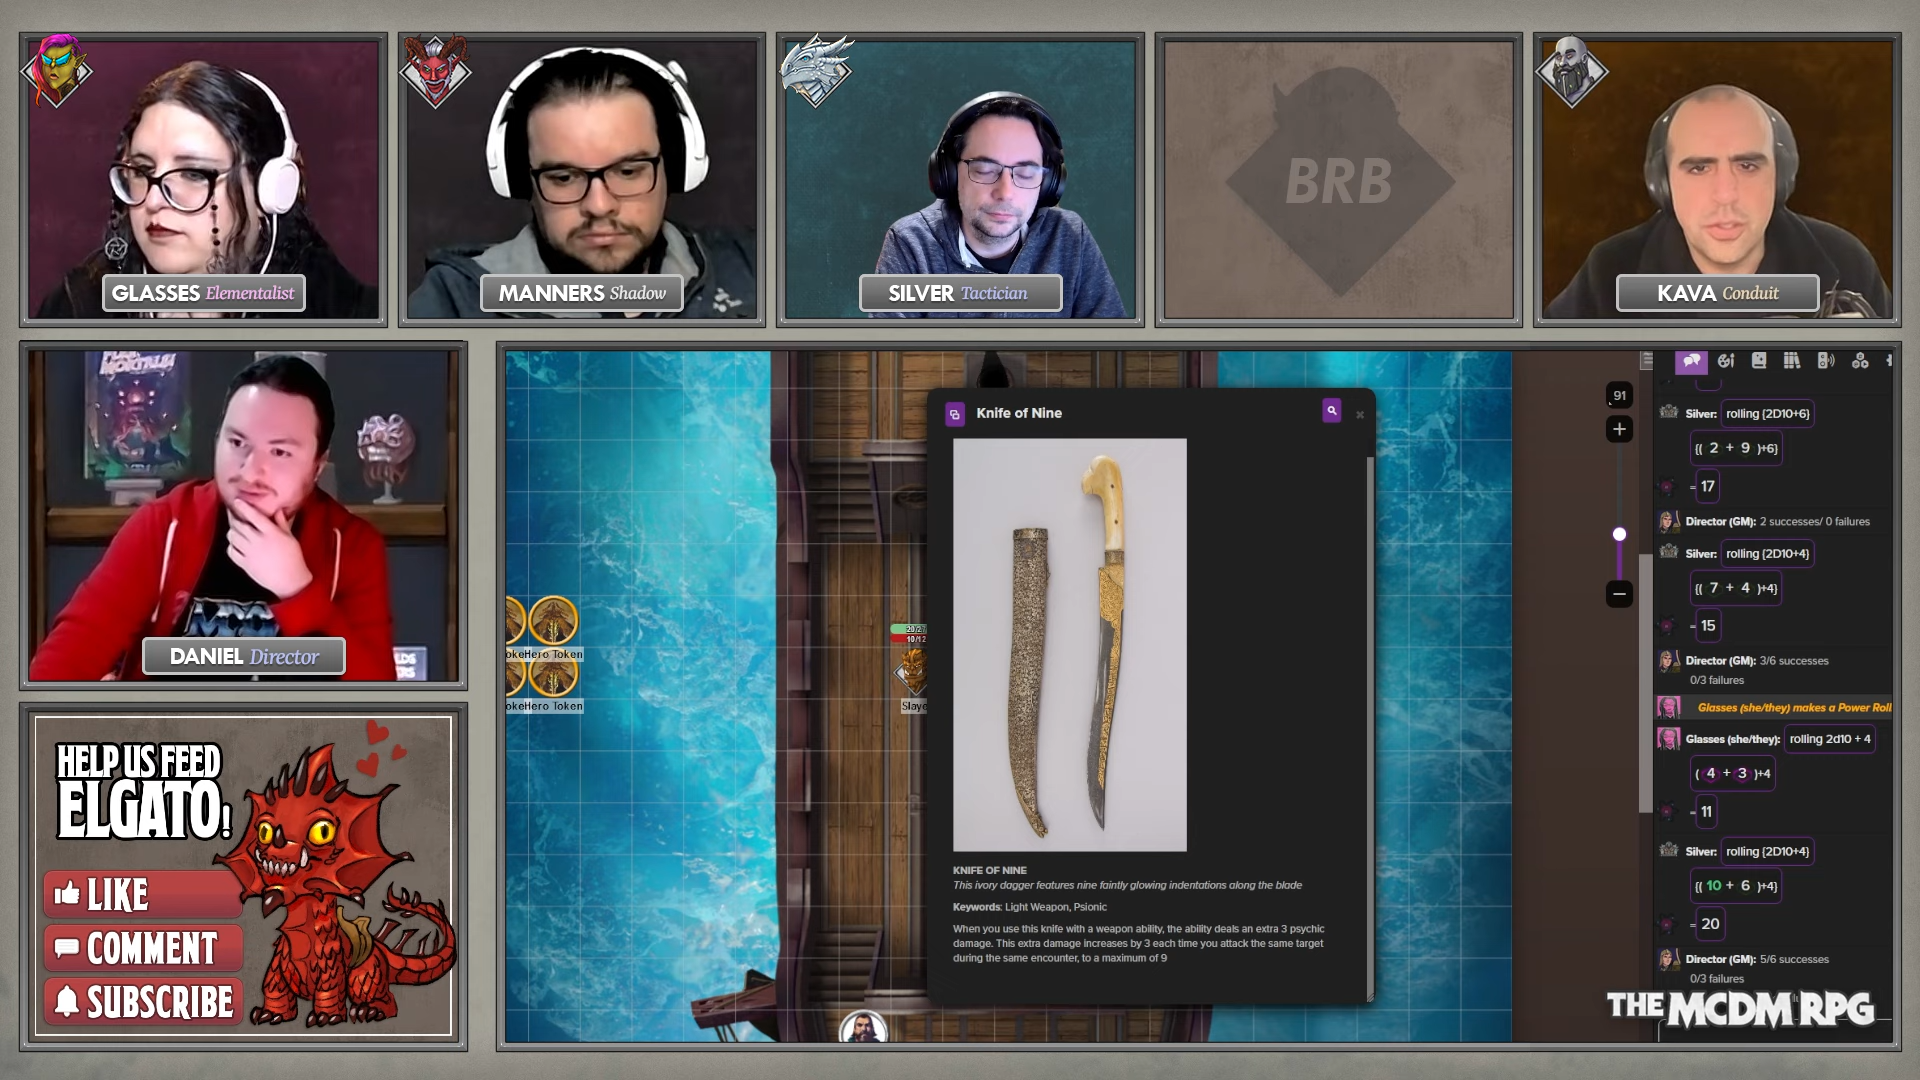 GLASSES Elementalist
MANNERS Shadow
SILVER Tactician
BRB
KAVA Conduit
DANIEL Director
HELP US FEED
ELGATO!
LIKE
COMMENT
SUBSCRIBE
okeHero Token
okeHero Token
10/12
Slaye
Knife of Nine
KNIFE OF NINE
This ivory dagger features nine faintly glowing indentations along the blade
Keywords: Light Weapon, Psionic
When you use this knife with a weapon ability, the ability deals an extra 3 psychic
damage. This extra damage increases by 3 each time you attack the same target
during the same encounter, to a maximum of 9
91
+
−
Silver: rolling {2D10+6}
{( 2 + 9 )+6}
=17
Director (GM): 2 successes/ 0 failures
Silver: rolling {2D10+4}
{( 7 + 4 )+4}
=15
Director (GM): 3/6 successes
0/3 failures
Glasses (she/they) makes a Power Roll
Glasses (she/they): rolling 2d10 + 4
( 4 + 3 )+4
=11
Silver: rolling {2D10+4}
{( 10 + 6 )+4}
=20
Director (GM): 5/6 successes
0/3 failures
THE MCDM RPG